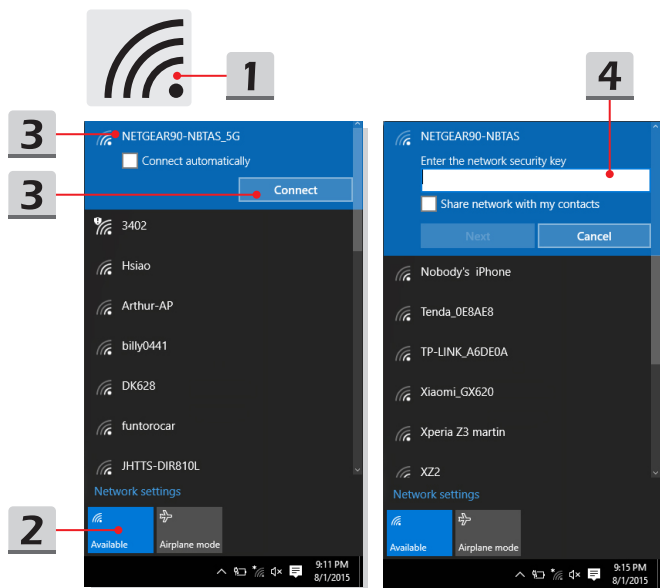 1
4
3
NETGEAR90-NBTAS_5G
Connect automatically
3
Connect
3402
Hsiao
Arthur-AP
billy0441
DK628
funtorocar
JHTTS-DIR810L
Network settings
2
Available
Airplane mode
9:11 PM
8/1/2015
NETGEAR90-NBTAS
Enter the network security key
Share network with my contacts
Next
Cancel
Nobody's iPhone
Tenda_0E8AE8
TP-LINK_A6DE0A
Xiaomi_GX620
Xperia Z3 martin
XZ2
Network settings
Available
Airplane mode
9:15 PM
8/1/2015